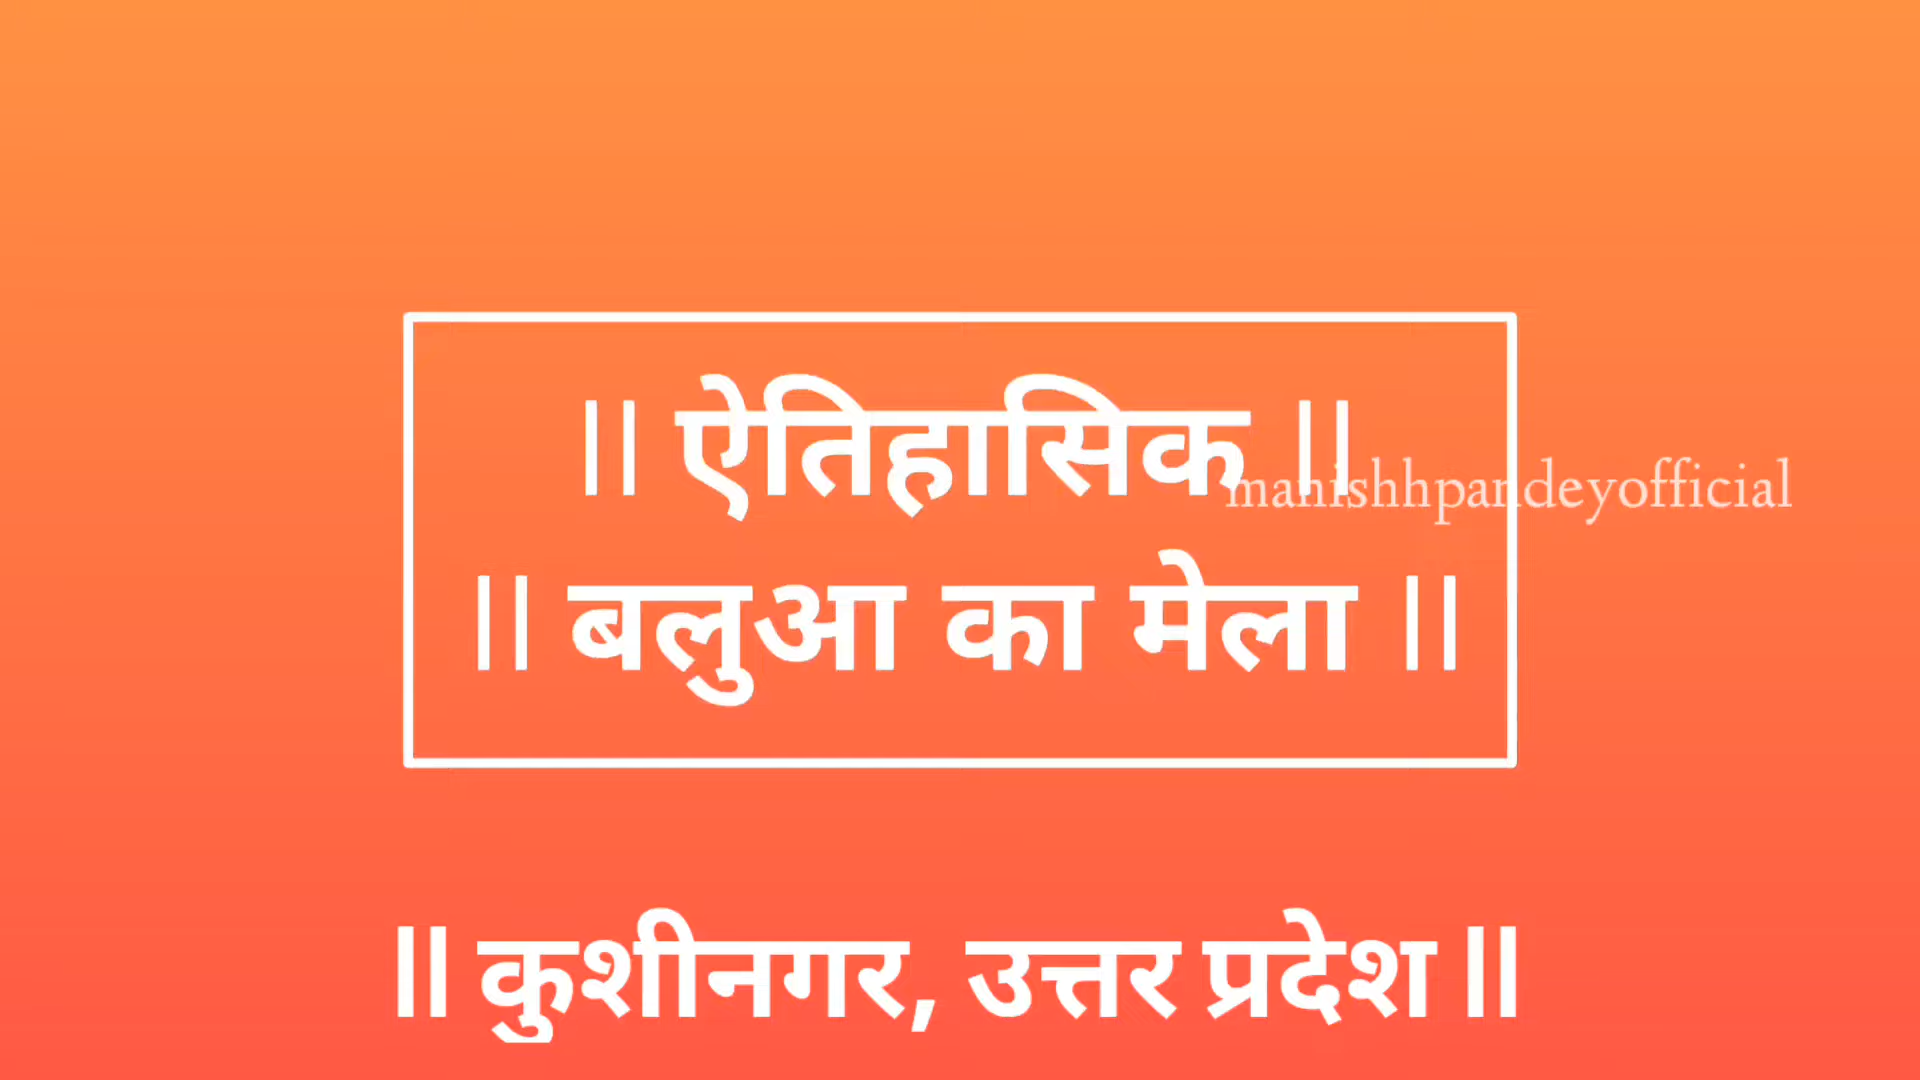 || ऐतिहासिक ||
manishhpandeyofficial
|| बलुआ का मेला ||
|| कुशीनगर, उत्तर प्रदेश ||